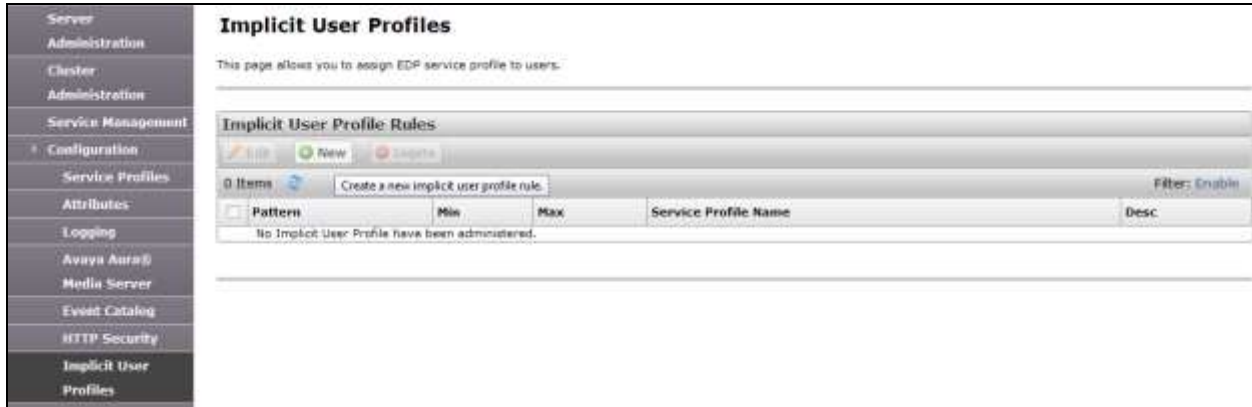 Server
Administration
Cluster
Administration
Service Management
Configuration
Service Profiles
Attributes
Logging
Avaya Aura®
Media Server
Event Catalog
HTTP Security
Implicit User
Profiles
Implicit User Profiles
This page allows you to assign EDP service profile to users.
Implicit User Profile Rules
Edit New Delete
0 Items Create a new implicit user profile rule. Filter: Enable
Pattern Min Max Service Profile Name Desc
No Implicit User Profile have been administered.